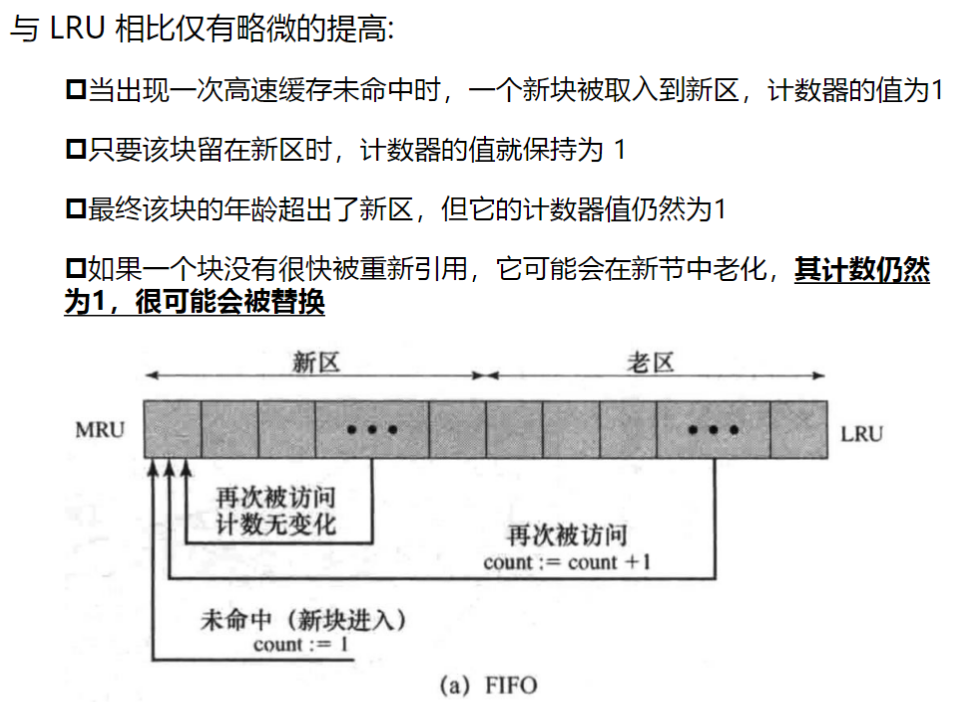 与 LRU 相比仅有略微的提高:
当出现一次高速缓存未命中时，一个新块被取入到新区，计数器的值为1
只要该块留在新区时，计数器的值就保持为 1
最终该块的年龄超出了新区，但它的计数器值仍然为1
如果一个块没有很快被重新引用，它可能会在新节中老化，其计数仍然
为1，很可能会被替换
新区
老区
MRU
LRU
再次被访问
计数无变化
再次被访问
count := count +1
未命中（新块进入）
count := 1
(a) FIFO